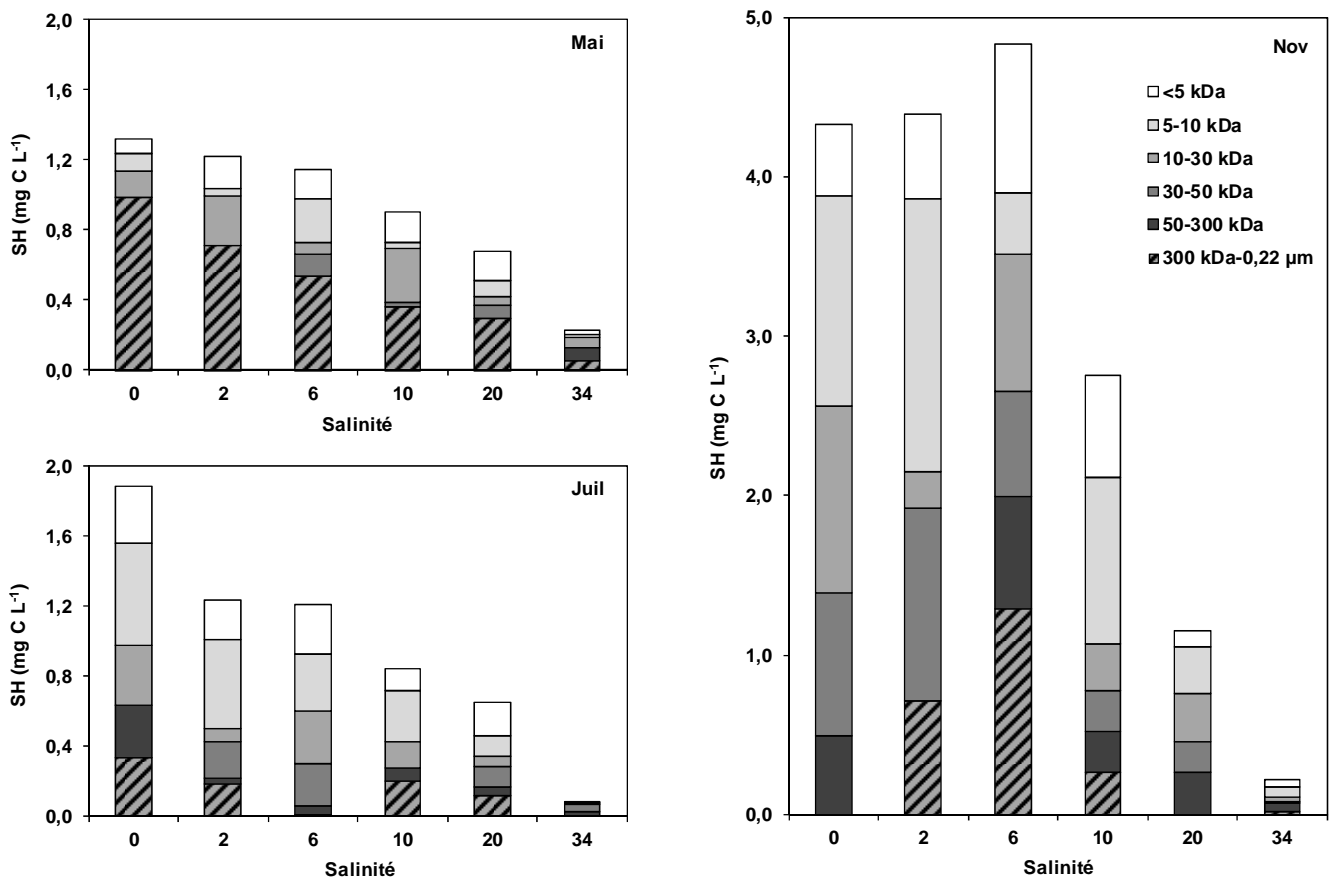 Mai
SH (mg C L-1)
2,0
1,6
1,2
0,8
0,4
0,0
0 2 6 10 20 34
Salinité
Juil
SH (mg C L-1)
2,0
1,6
1,2
0,8
0,4
0,0
0 2 6 10 20 34
Salinité
Nov
SH (mg C L-1)
5,0
4,0
3,0
2,0
1,0
0,0
<5 kDa
5-10 kDa
10-30 kDa
30-50 kDa
50-300 kDa
300 kDa-0,22 µm
0 2 6 10 20 34
Salinité